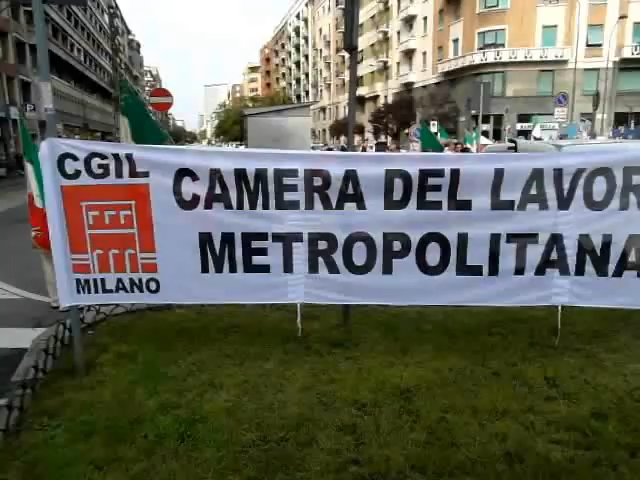 CGIL
MILANO
CAMERA DEL LAVOR
METROPOLITANA
P